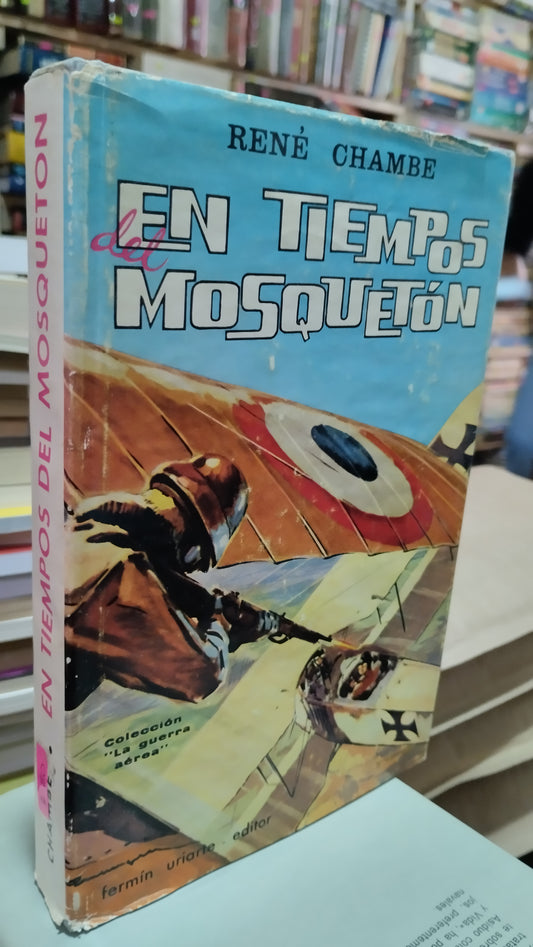 RENÉ CHAMBE
EN TIEMPOS
del
MOSQUETÓN
Colección
"La guerra
aérea"
fermín uriarte, editor
CHAMBE. EN TIEMPOS DEL MOSQUETON